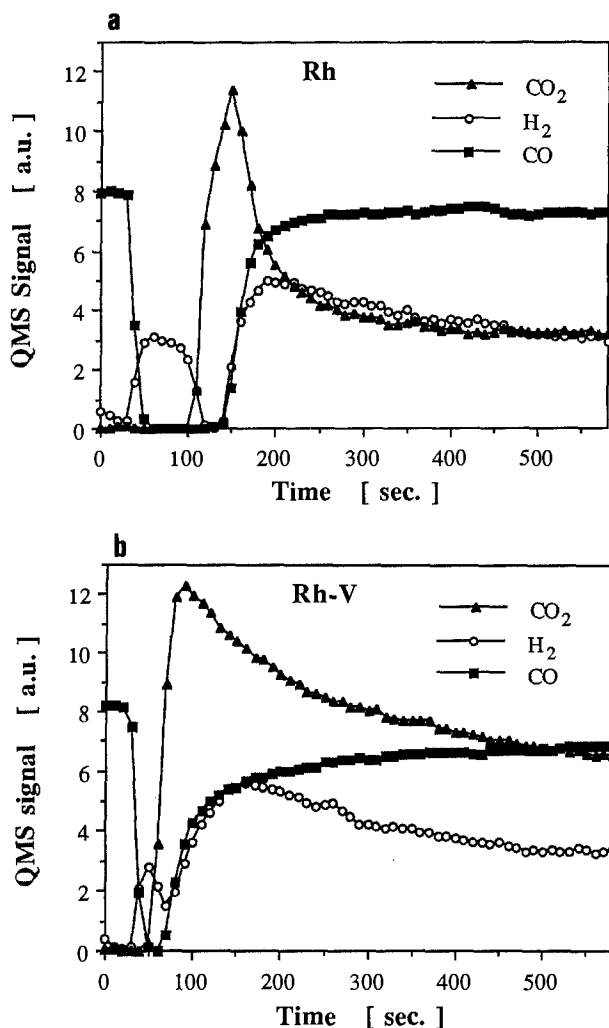 a
Rh
CO2
H2
CO
QMS Signal [ a.u. ]
12
10
8
6
4
2
0
0 100 200 300 400 500
Time [ sec. ]
b
Rh-V
CO2
H2
CO
QMS signal [ a.u. ]
12
10
8
6
4
2
0
0 100 200 300 400 500
Time [ sec. ]